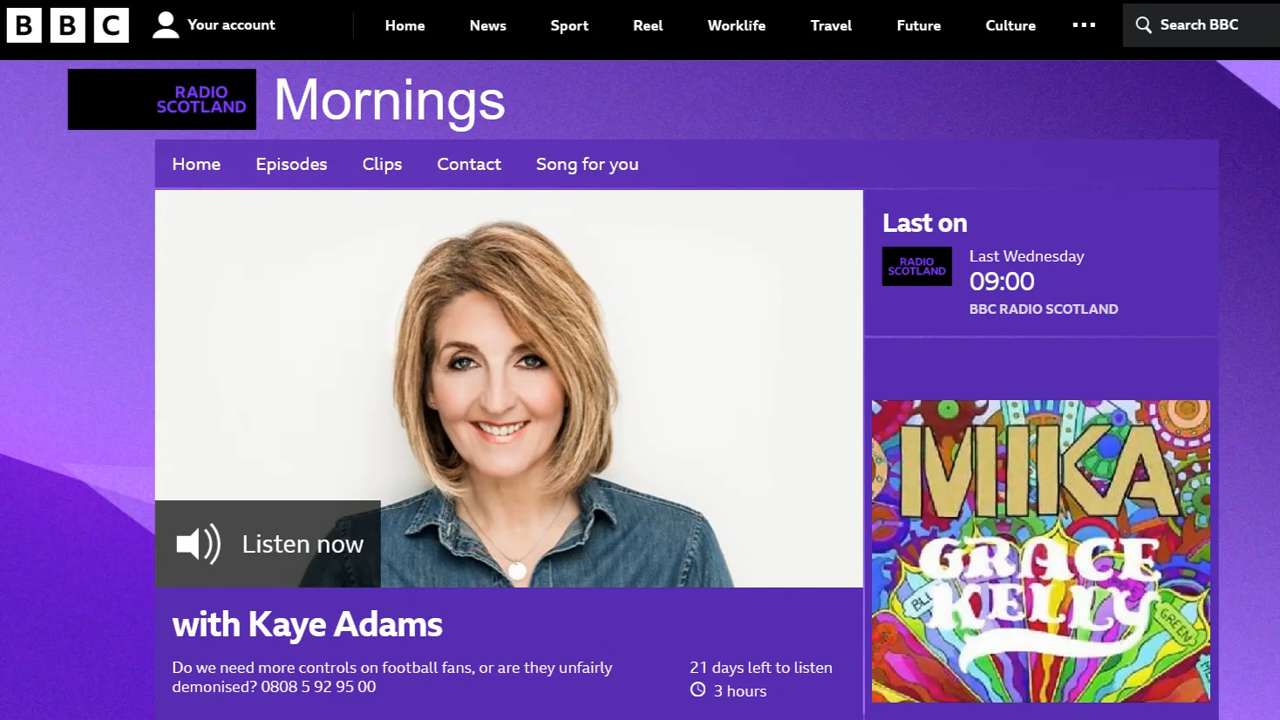 BBC
Your account
Home
News
Sport
Reel
Worklife
Travel
Future
Culture
Search BBC
RADIO
SCOTLAND
Mornings
Home
Episodes
Clips
Contact
Song for you
Last on
RADIO
SCOTLAND
Last Wednesday
09:00
BBC RADIO SCOTLAND
Listen now
MIKA
GRACE
KELLY
GREEN
with Kaye Adams
Do we need more controls on football fans, or are they unfairly
demonised? 0808 5 92 95 00
21 days left to listen
3 hours